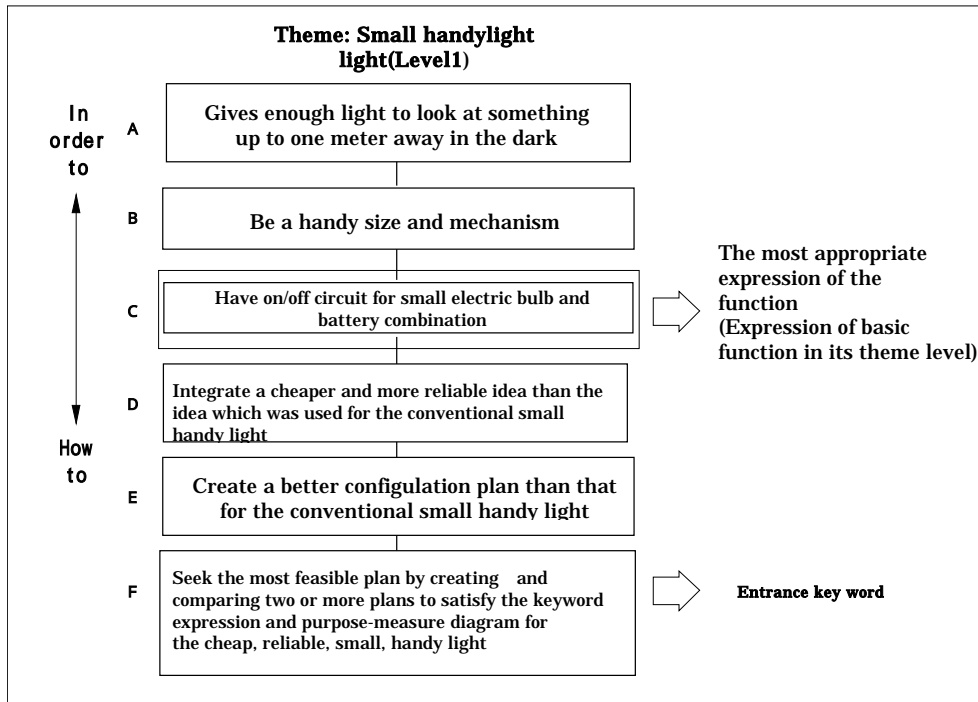 Theme: Small handylight
light(Level1)
In
order
to
A
Gives enough light to look at something
up to one meter away in the dark
B
Be a handy size and mechanism
C
Have on/off circuit for small electric bulb and
battery combination
The most appropriate
expression of the
function
(Expression of basic
function in its theme level)
D
Integrate a cheaper and more reliable idea than the
idea which was used for the conventional small
handy light
How
to
E
Create a better configulation plan than that
for the conventional small handy light
F
Seek the most feasible plan by creating and
comparing two or more plans to satisfy the keyword
expression and purpose-measure diagram for
the cheap, reliable, small, handy light
Entrance key word